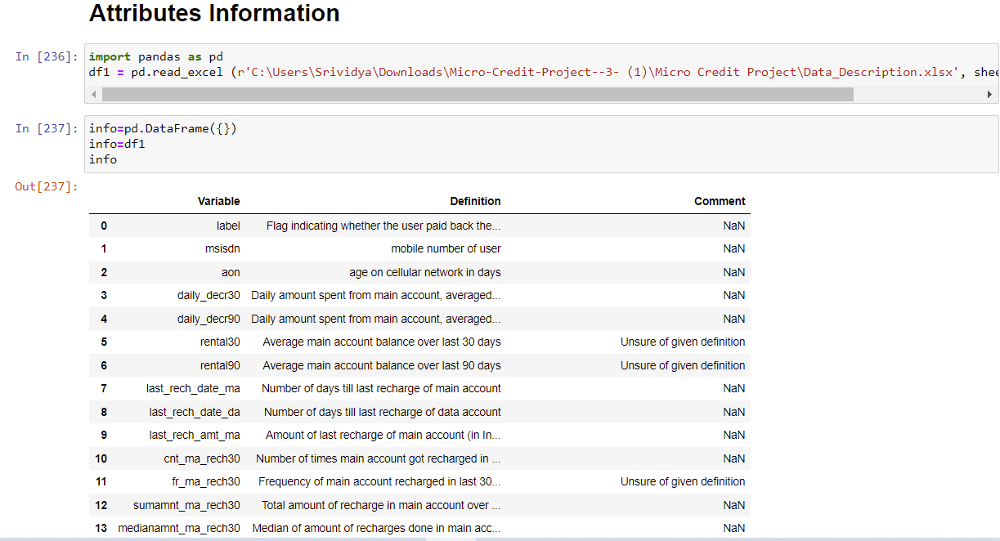 Attributes Information
In [236]: import pandas as pd
df1 = pd.read_excel (r'C:\Users\Srividya\Downloads\Micro-Credit-Project--3- (1)\Micro Credit Project\Data_Description.xlsx', shee
In [237]: info=pd.DataFrame({})
info=df1
info
Out[237]:
Variable Definition Comment
0 label Flag indicating whether the user paid back the... NaN
1 msisdn mobile number of user NaN
2 aon age on cellular network in days NaN
3 daily_decr30 Daily amount spent from main account, averaged... NaN
4 daily_decr90 Daily amount spent from main account, averaged... NaN
5 rental30 Average main account balance over last 30 days Unsure of given definition
6 rental90 Average main account balance over last 90 days Unsure of given definition
7 last_rech_date_ma Number of days till last recharge of main account NaN
8 last_rech_date_da Number of days till last recharge of data account NaN
9 last_rech_amt_ma Amount of last recharge of main account (in In... NaN
10 cnt_ma_rech30 Number of times main account got recharged in ... NaN
11 fr_ma_rech30 Frequency of main account recharged in last 30... Unsure of given definition
12 sumamnt_ma_rech30 Total amount of recharge in main account over ... NaN
13 medianamnt_ma_rech30 Median of amount of recharges done in main acc... NaN